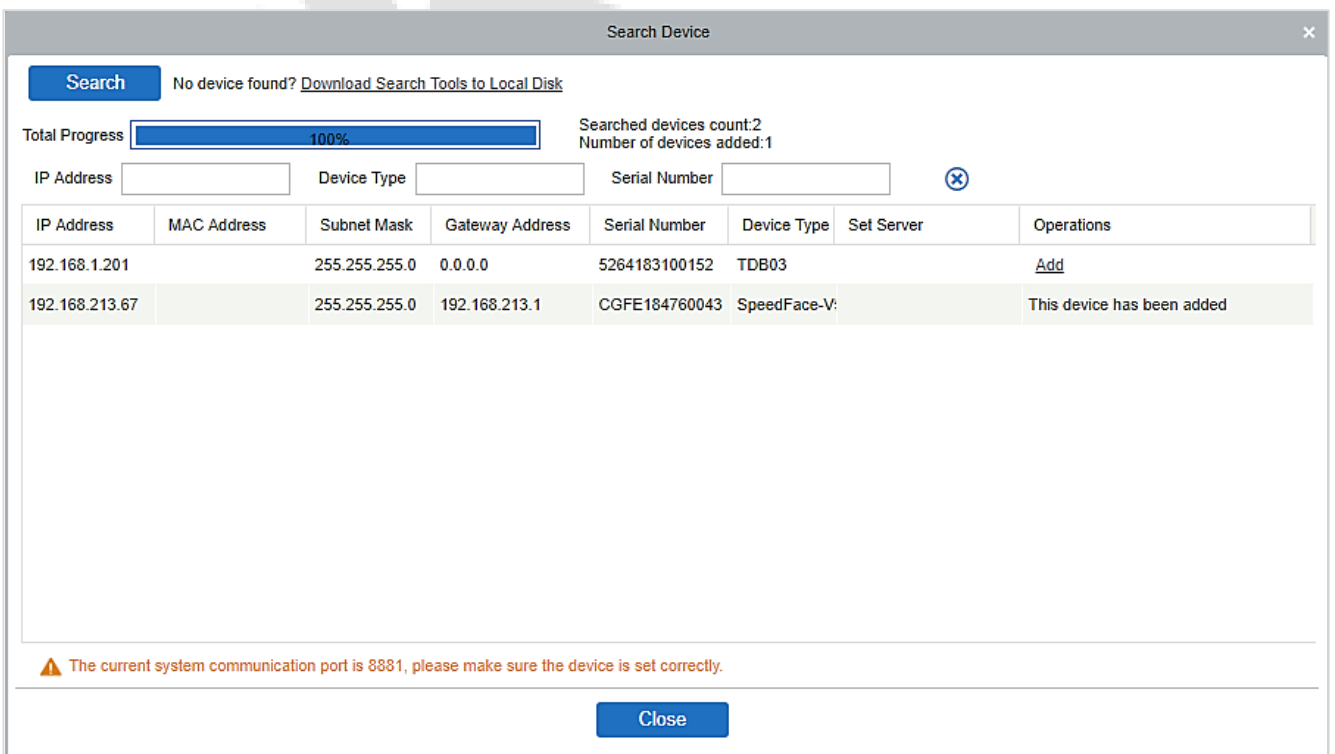 Search Device
Search No device found? Download Search Tools to Local Disk
Total Progress 100% Searched devices count:2
Number of devices added:1
IP Address Device Type Serial Number
IP Address MAC Address Subnet Mask Gateway Address Serial Number Device Type Set Server Operations
192.168.1.201 255.255.255.0 0.0.0.0 5264183100152 TDB03 Add
192.168.213.67 255.255.255.0 192.168.213.1 CGFE184760043 SpeedFace-V This device has been added
The current system communication port is 8881, please make sure the device is set correctly.
Close